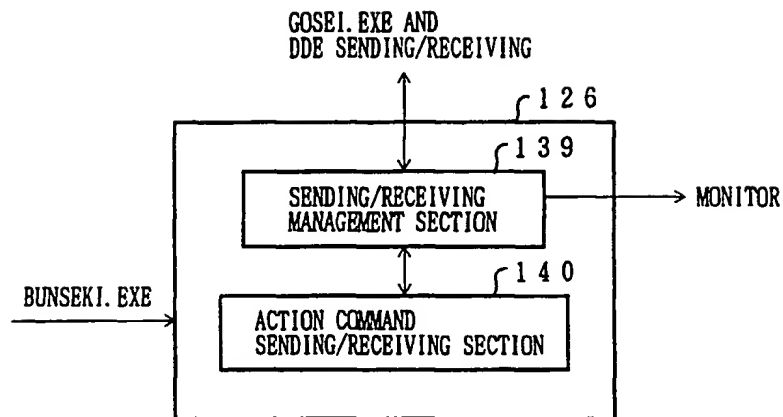 GOSEI.EXE AND
DDE SENDING/RECEIVING
126
139
SENDING/RECEIVING
MANAGEMENT SECTION
MONITOR
140
BUNSEKI.EXE
ACTION COMMAND
SENDING/RECEIVING SECTION